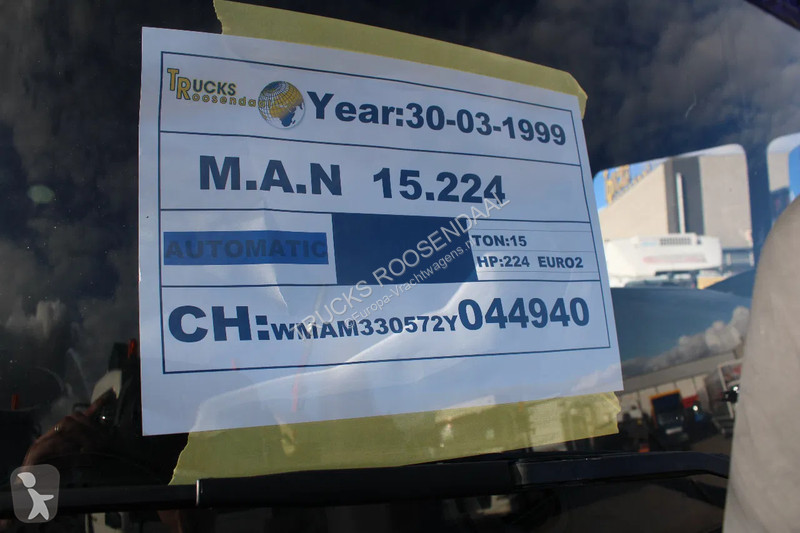 TRUCKS
Roosendaal
Year:30-03-1999
M.A.N 15.224
AUTOMATIC
TON:15
HP:224 EURO2
CH:WMAM330572Y044940
TRUCKS ROOSENDAAL
Europa-Vrachtwagens.nl